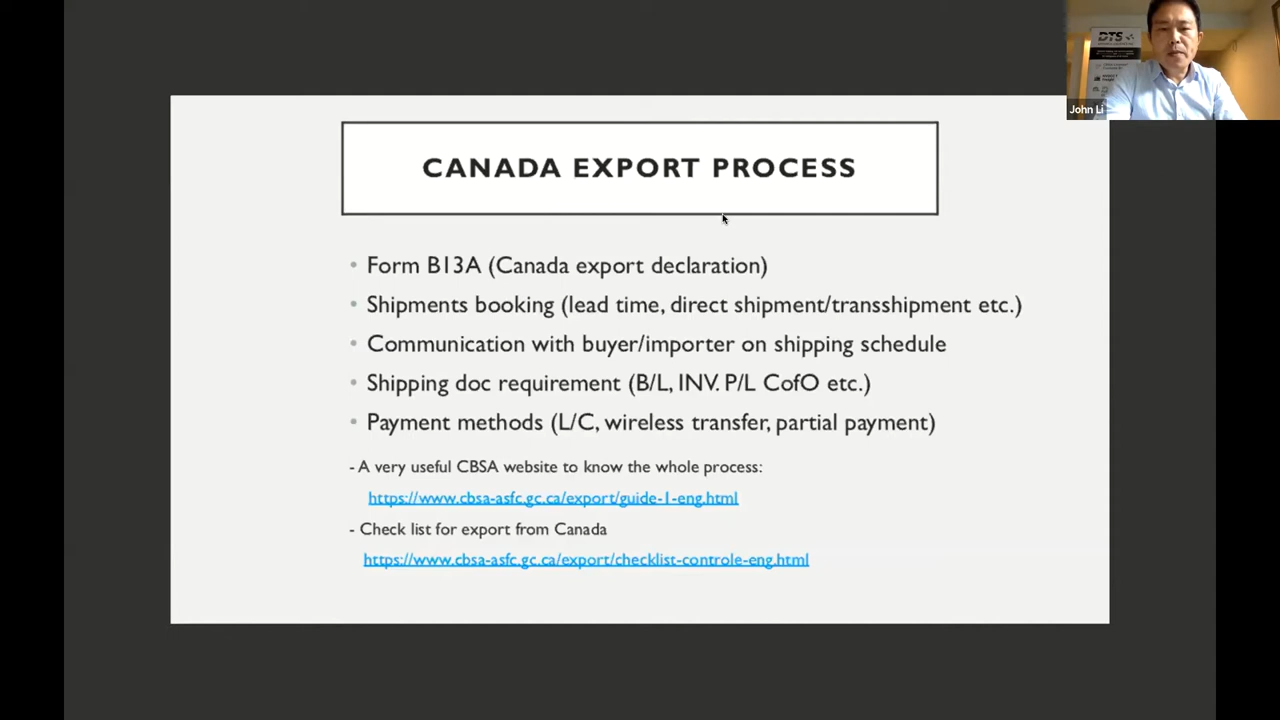 DTS
John Li
CANADA EXPORT PROCESS
• Form B13A (Canada export declaration)
• Shipments booking (lead time, direct shipment/transshipment etc.)
• Communication with buyer/importer on shipping schedule
• Shipping doc requirement (B/L, INV. P/L CofO etc.)
• Payment methods (L/C, wireless transfer, partial payment)
- A very useful CBSA website to know the whole process:
https://www.cbsa-asfc.gc.ca/export/guide-1-eng.html
- Check list for export from Canada
https://www.cbsa-asfc.gc.ca/export/checklist-controle-eng.html